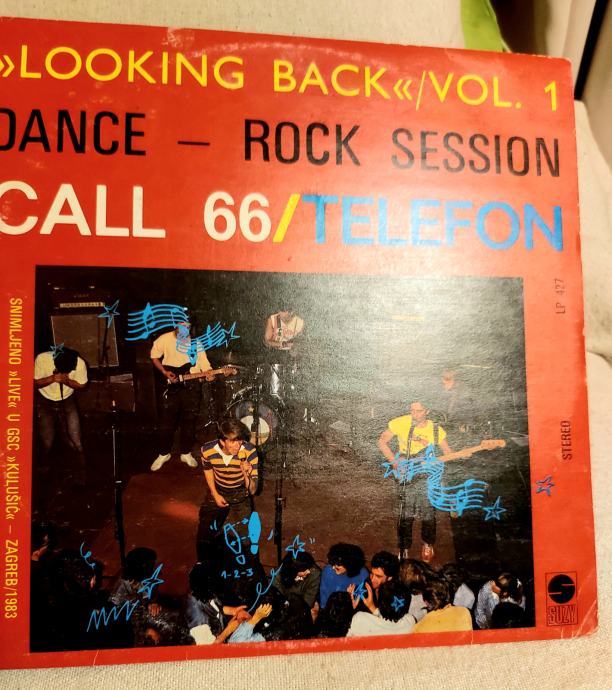 »LOOKING BACK«/VOL. 1
DANCE – ROCK SESSION
CALL 66/TELEFON
LP 427
STEREO
SNIMLJENO »LIVE« U GSC »KULUŠIĆ« – ZAGREB/1983
1-2-3
SUZY